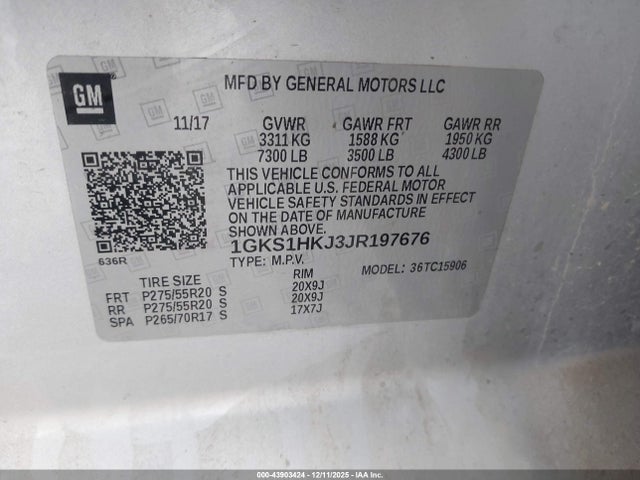 GM
MFD BY GENERAL MOTORS LLC
11/17 GVWR GAWR FRT GAWR RR
3311 KG 1588 KG 1950 KG
7300 LB 3500 LB 4300 LB
THIS VEHICLE CONFORMS TO ALL
APPLICABLE U.S. FEDERAL MOTOR
VEHICLE SAFETY STANDARDS IN EFFECT
ON THE DATE OF MANUFACTURE
SHOWN ABOVE.
1GKS1HKJ3JR197676
636R
TYPE: M.P.V. MODEL: 36TC15906
TIRE SIZE RIM
FRT P275/55R20 S 20X9J
RR P275/55R20 S 20X9J
SPA P265/70R17 S 17X7J
000-43903424 - 12/11/2025 - IAA Inc.